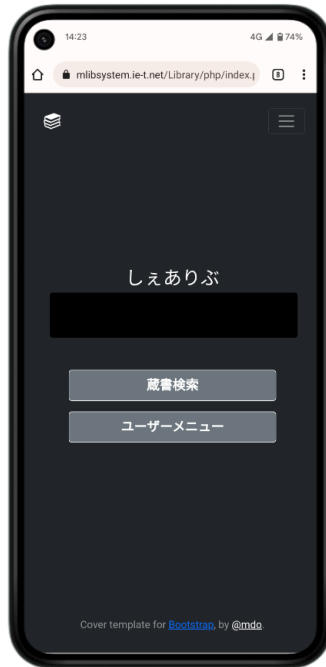 14:23 4G 74%
mlibsystem.ie-t.net/Library/php/index.p 8
しぇありぶ
蔵書検索
ユーザーメニュー
Cover template for Bootstrap, by @mdo.